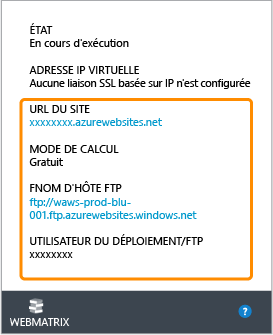 ÉTAT
En cours d'exécution
ADRESSE IP VIRTUELLE
Aucune liaison SSL basée sur IP n'est configurée
URL DU SITE
xxxxxxxx.azurewebsites.net
MODE DE CALCUL
Gratuit
FNOM D'HÔTE FTP
ftp://waws-prod-blu-
001.ftp.azurewebsites.windows.net
UTILISATEUR DU DÉPLOIEMENT/FTP
xxxxxxxx
WEBMATRIX
?